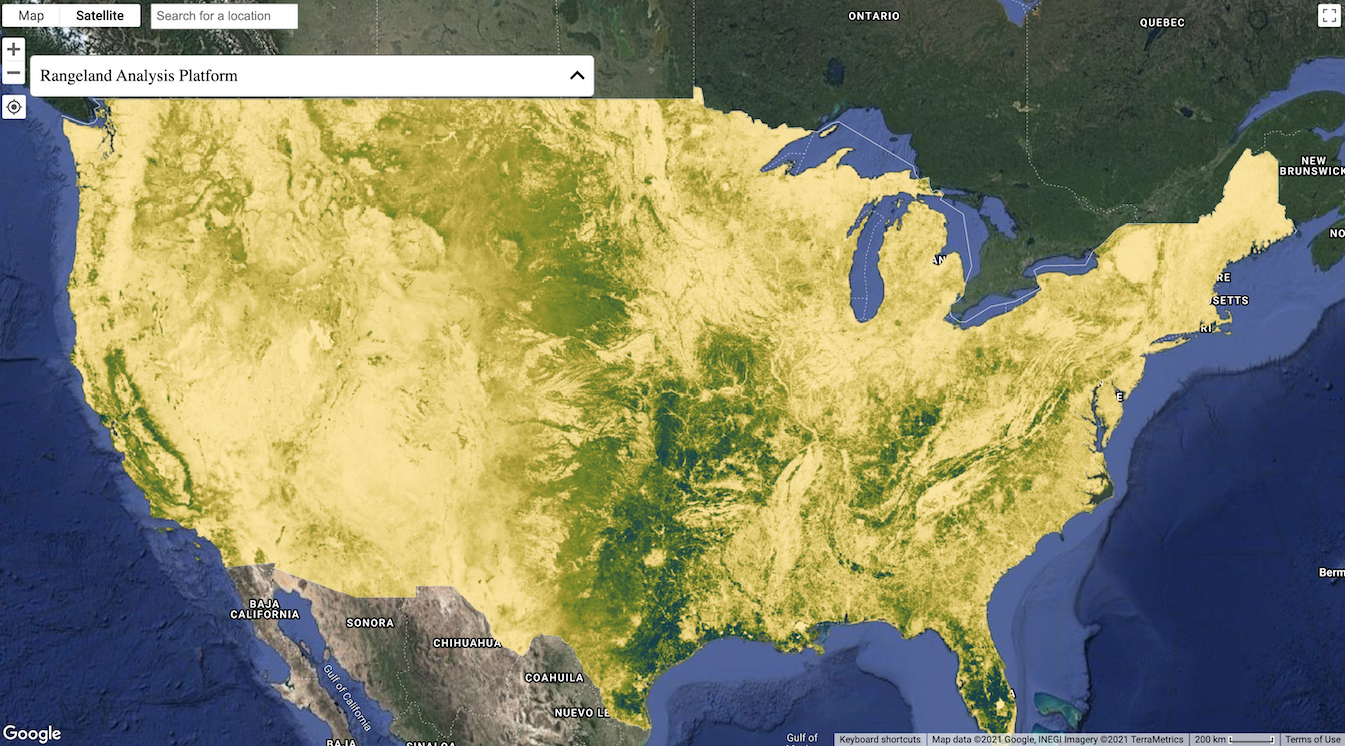 Map
Satellite
Search for a location
ONTARIO
QUEBEC
Rangeland Analysis Platform
NEW
BRUNSWICK
NO
AN
RE
SETTS
RI
E
Berm
BAJA
CALIFORNIA
SONORA
CHIHUAHUA
COAHUILA
Gulf of California
NUEVO LE
Google
BAJA
SINALOA
Gulf of
Keyboard shortcuts
Map data ©2021 Google, INEGI Imagery ©2021 TerraMetrics
200 km
Terms of Use